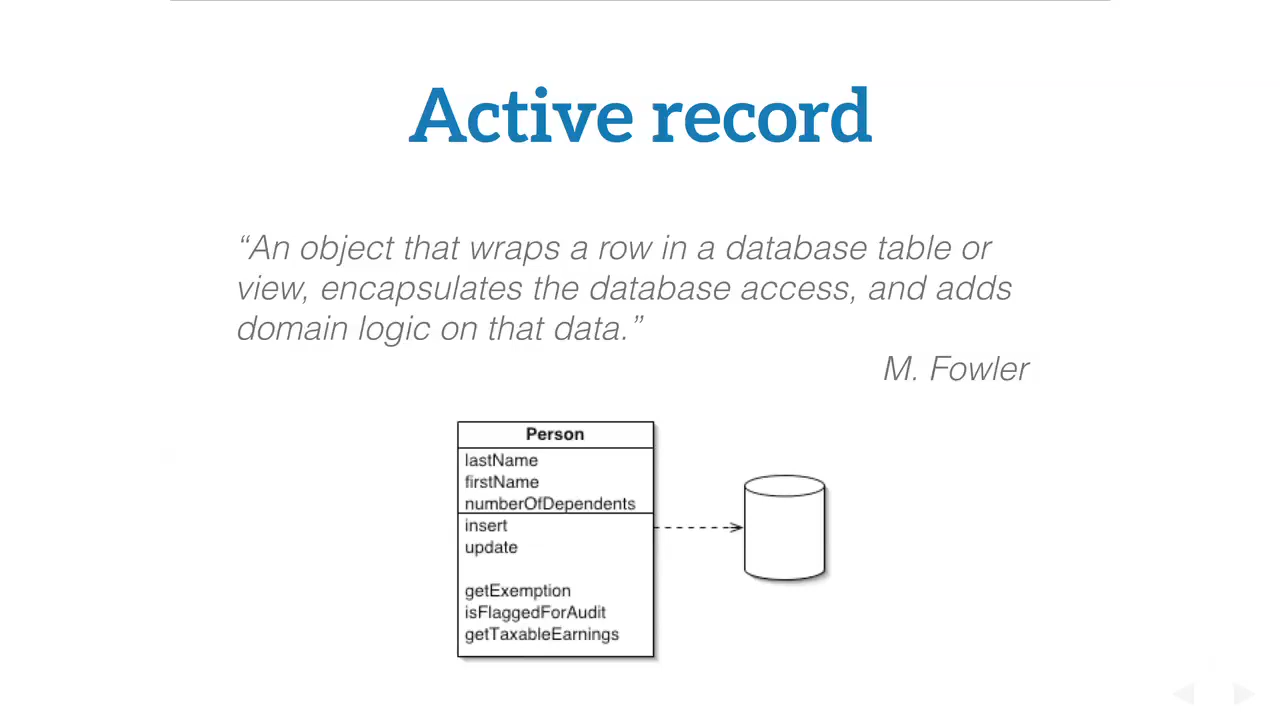 Active record
“An object that wraps a row in a database table or
view, encapsulates the database access, and adds
domain logic on that data.”
M. Fowler
Person
lastName
firstName
numberOfDependents
insert
update
getExemption
isFlaggedForAudit
getTaxableEarnings